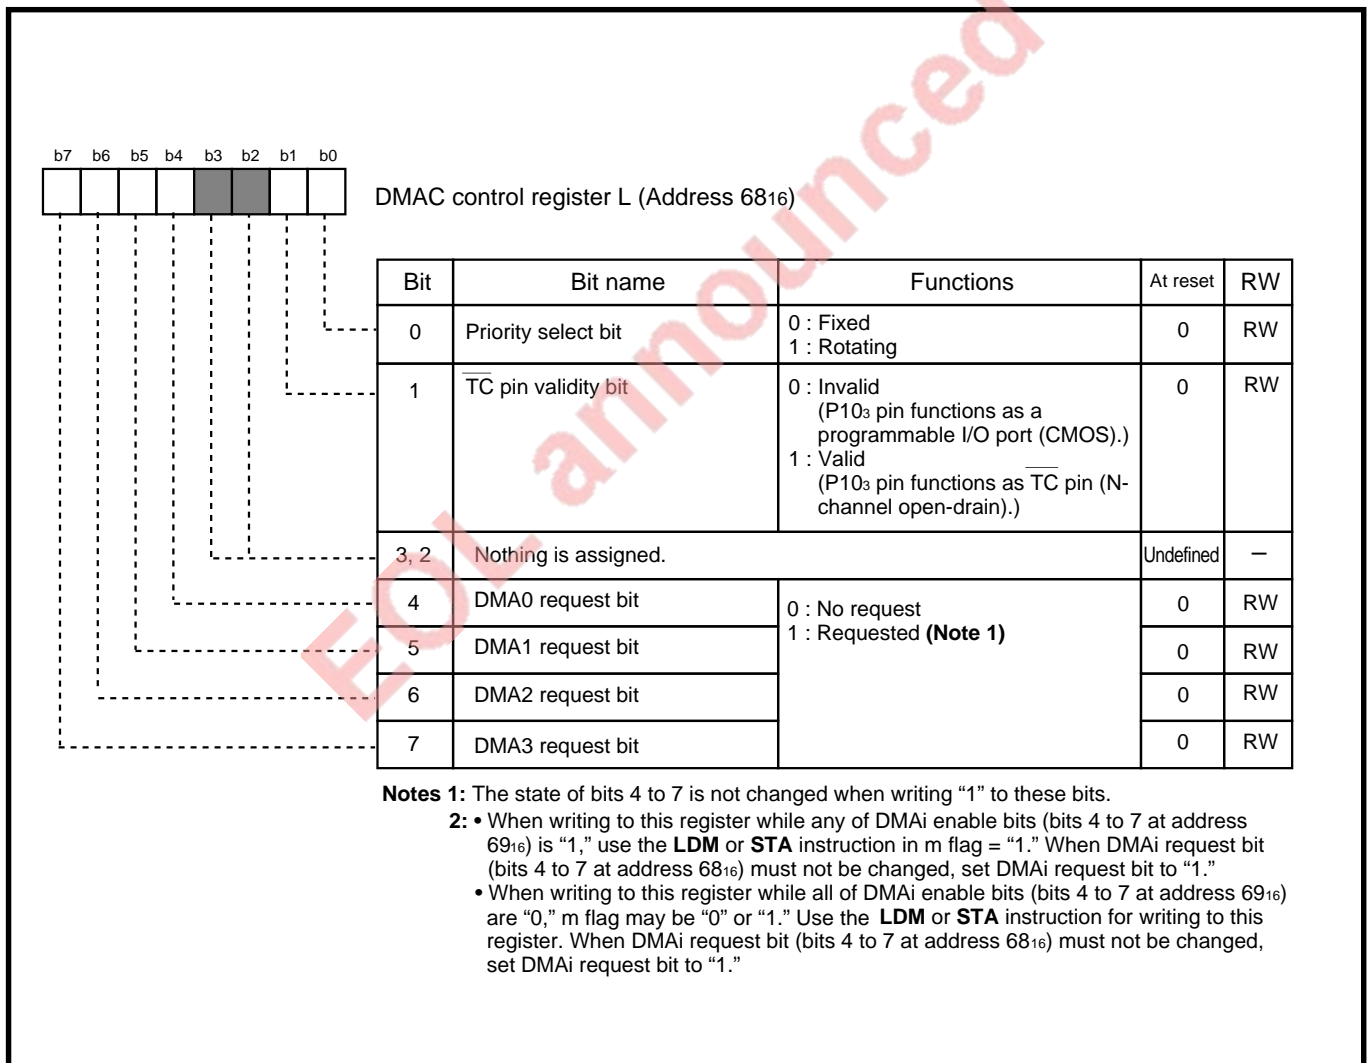 b7 b6 b5 b4 b3 b2 b1 b0
DMAC control register L (Address 6816)
Bit Bit name Functions At reset RW
0 Priority select bit 0 : Fixed 0 RW
1 : Rotating
1 TC pin validity bit 0 : Invalid 0 RW
(P103 pin functions as a
programmable I/O port (CMOS).)
1 : Valid
(P103 pin functions as TC pin (N-
channel open-drain).)
3, 2 Nothing is assigned. Undefined –
4 DMA0 request bit 0 : No request 0 RW
1 : Requested (Note 1)
5 DMA1 request bit 0 RW
6 DMA2 request bit 0 RW
7 DMA3 request bit 0 RW
Notes 1: The state of bits 4 to 7 is not changed when writing “1” to these bits.
2: • When writing to this register while any of DMAi enable bits (bits 4 to 7 at address
6916) is “1,” use the LDM or STA instruction in m flag = “1.” When DMAi request bit
(bits 4 to 7 at address 6816) must not be changed, set DMAi request bit to “1.”
• When writing to this register while all of DMAi enable bits (bits 4 to 7 at address 6916)
are “0,” m flag may be “0” or “1.” Use the LDM or STA instruction for writing to this
register. When DMAi request bit (bits 4 to 7 at address 6816) must not be changed,
set DMAi request bit to “1.”
EOL announced